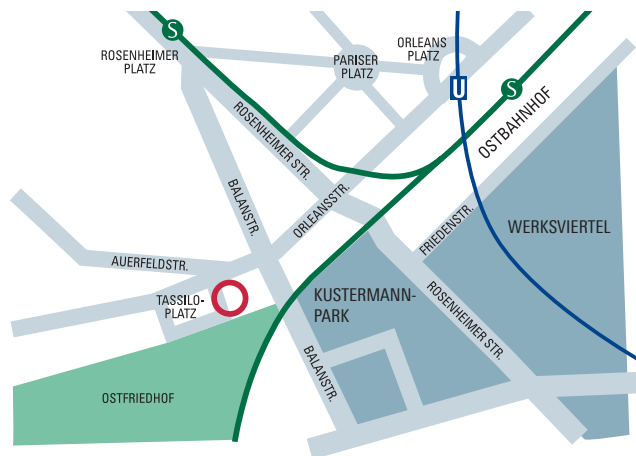 S
ROSENHEIMER
PLATZ
PARISER
PLATZ
ORLEANS
PLATZ
U
S
OSTBAHNHOF
ROSENHEIMER STR.
BALANSTR.
ORLEANSSTR.
FRIEDENSTR.
WERKSVIERTEL
AUERFELDSTR.
TASSILO-
PLATZ
KUSTERMANN-
PARK
ROSENHEIMER STR.
BALANSTR.
OSTFRIEDHOF